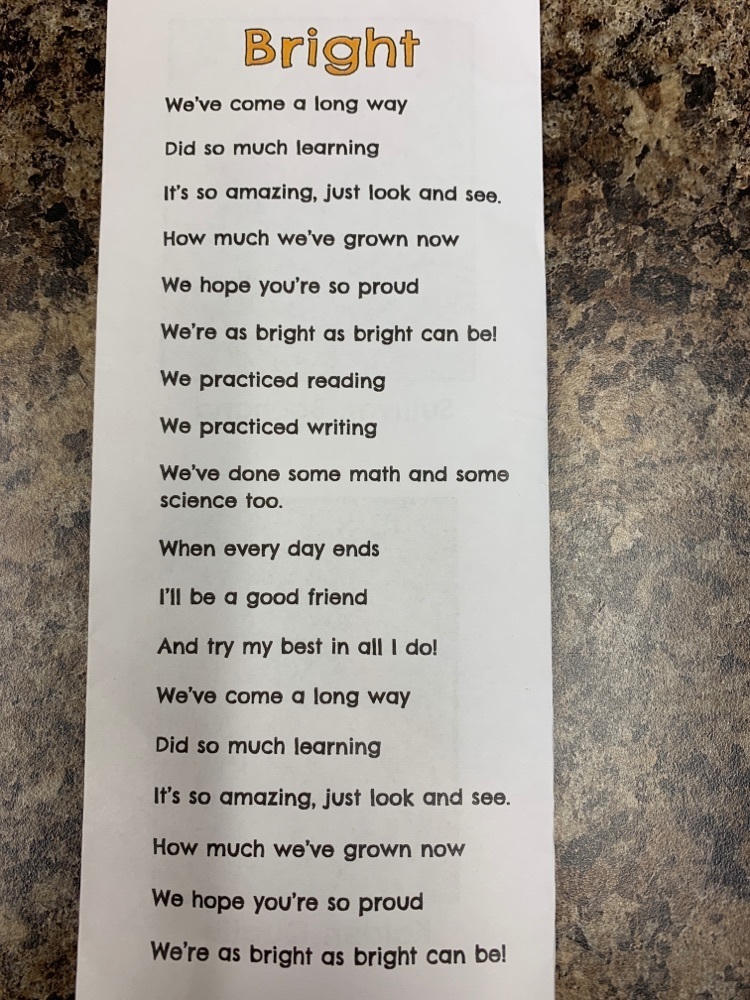 Bright
We've come a long way
Did so much learning
It's so amazing, just look and see.
How much we've grown now
We hope you're so proud
We're as bright as bright can be!
We practiced reading
We practiced writing
We've done some math and some
science too.
When every day ends
I'll be a good friend
And try my best in all I do!
We've come a long way
Did so much learning
It's so amazing, just look and see.
How much we've grown now
We hope you're so proud
We're as bright as bright can be!